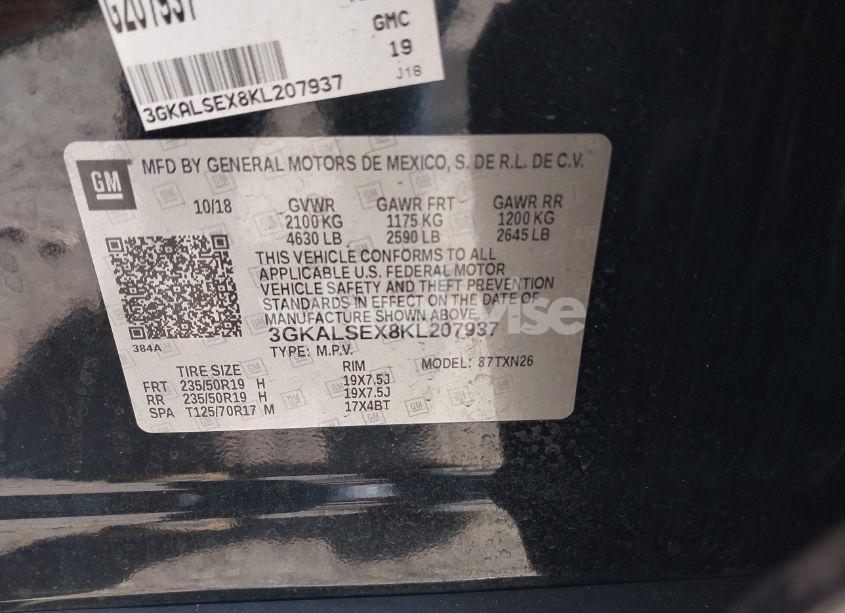 GMC
19
J18
3GKALSEX8KL207937
GM
MFD BY GENERAL MOTORS DE MEXICO, S. DE R.L. DE C.V.
10/18 GVWR GAWR FRT GAWR RR
2100 KG 1175 KG 1200 KG
4630 LB 2590 LB 2645 LB
THIS VEHICLE CONFORMS TO ALL
APPLICABLE U.S. FEDERAL MOTOR
VEHICLE SAFETY AND THEFT PREVENTION
STANDARDS IN EFFECT ON THE DATE OF
MANUFACTURE SHOWN ABOVE.
3GKALSEX8KL207937
384A
TYPE: M.P.V. MODEL: 87TXN26
TIRE SIZE RIM
FRT 235/50R19 H 19X7.5J
RR 235/50R19 H 19X7.5J
SPA T125/70R17 M 17X4BT